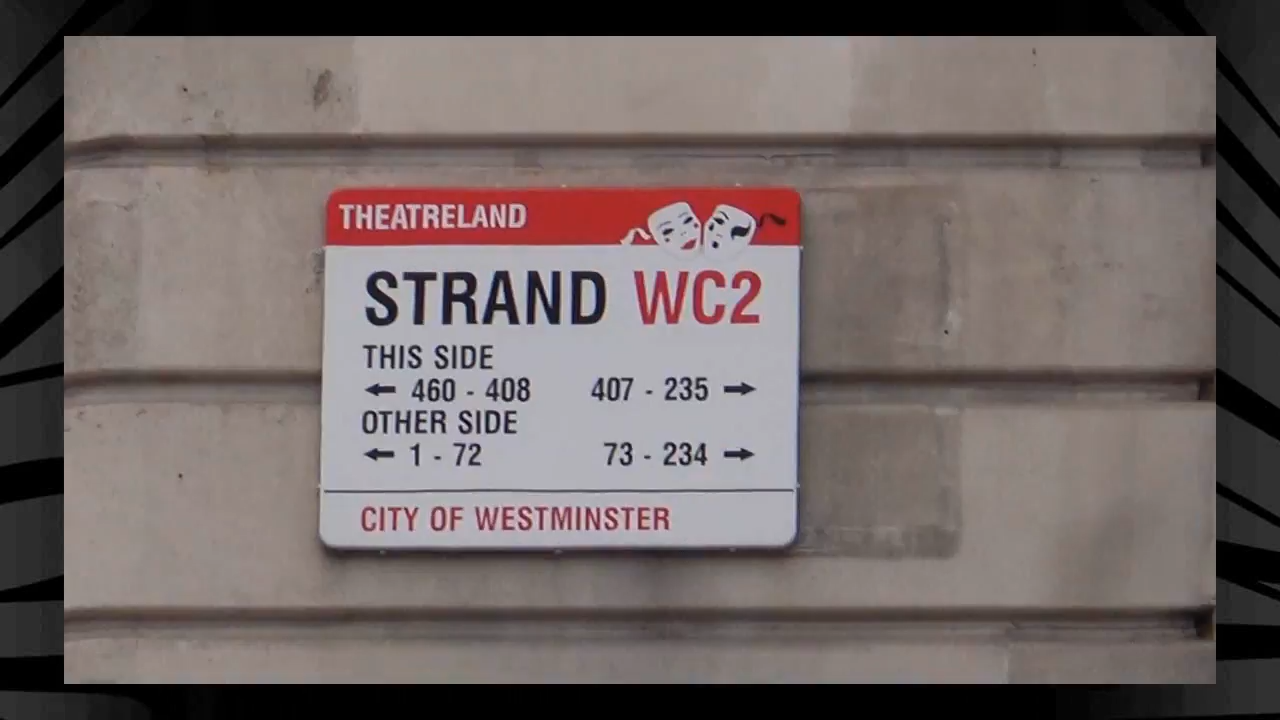 THEATRELAND
STRAND WC2
THIS SIDE
← 460 - 408 407 - 235 →
OTHER SIDE
← 1 - 72 73 - 234 →
CITY OF WESTMINSTER